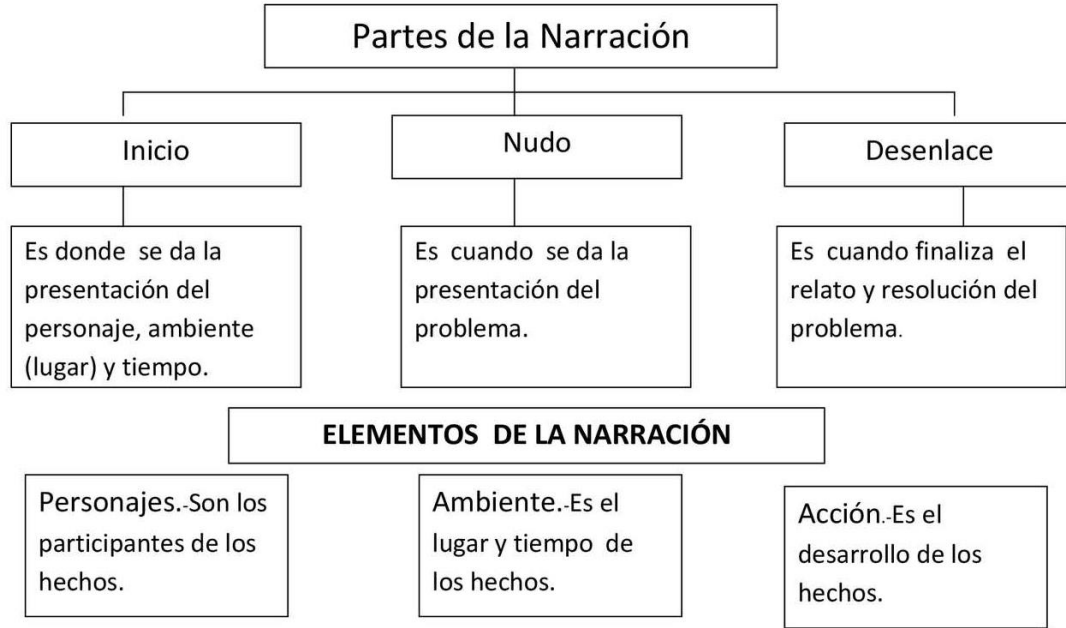 Partes de la Narración
Inicio
Nudo
Desenlace
Es donde se da la
presentación del
personaje, ambiente
(lugar) y tiempo.
Es cuando se da la
presentación del
problema.
Es cuando finaliza el
relato y resolución del
problema.
ELEMENTOS DE LA NARRACIÓN
Personajes.-Son los
participantes de los
hechos.
Ambiente.-Es el
lugar y tiempo de
los hechos.
Acción.-Es el
desarrollo de los
hechos.